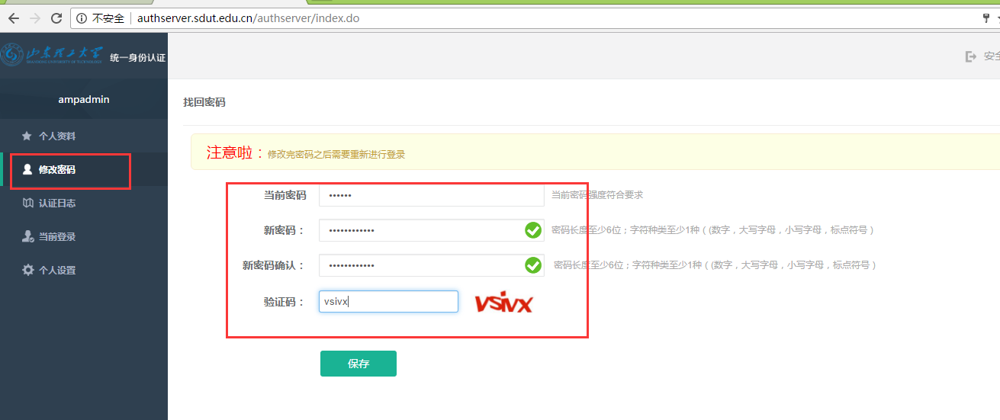 不安全 authserver.sdut.edu.cn/authserver/index.do
山东理工大学 统一身份认证
SHANDONG UNIVERSITY OF TECHNOLOGY
安全
ampadmin
找回密码
个人资料
注意啦：修改完密码之后需要重新进行登录
修改密码
当前密码 •••••• 当前密码强度符合要求
认证日志
新密码： •••••••••••• 密码长度至少6位；字符种类至少1种（(数字，大写字母，小写字母，标点符号）
当前登录
新密码确认： •••••••••••• 密码长度至少6位；字符种类至少1种（(数字，大写字母，小写字母，标点符号）
个人设置
验证码： vsivx vsivx
保存